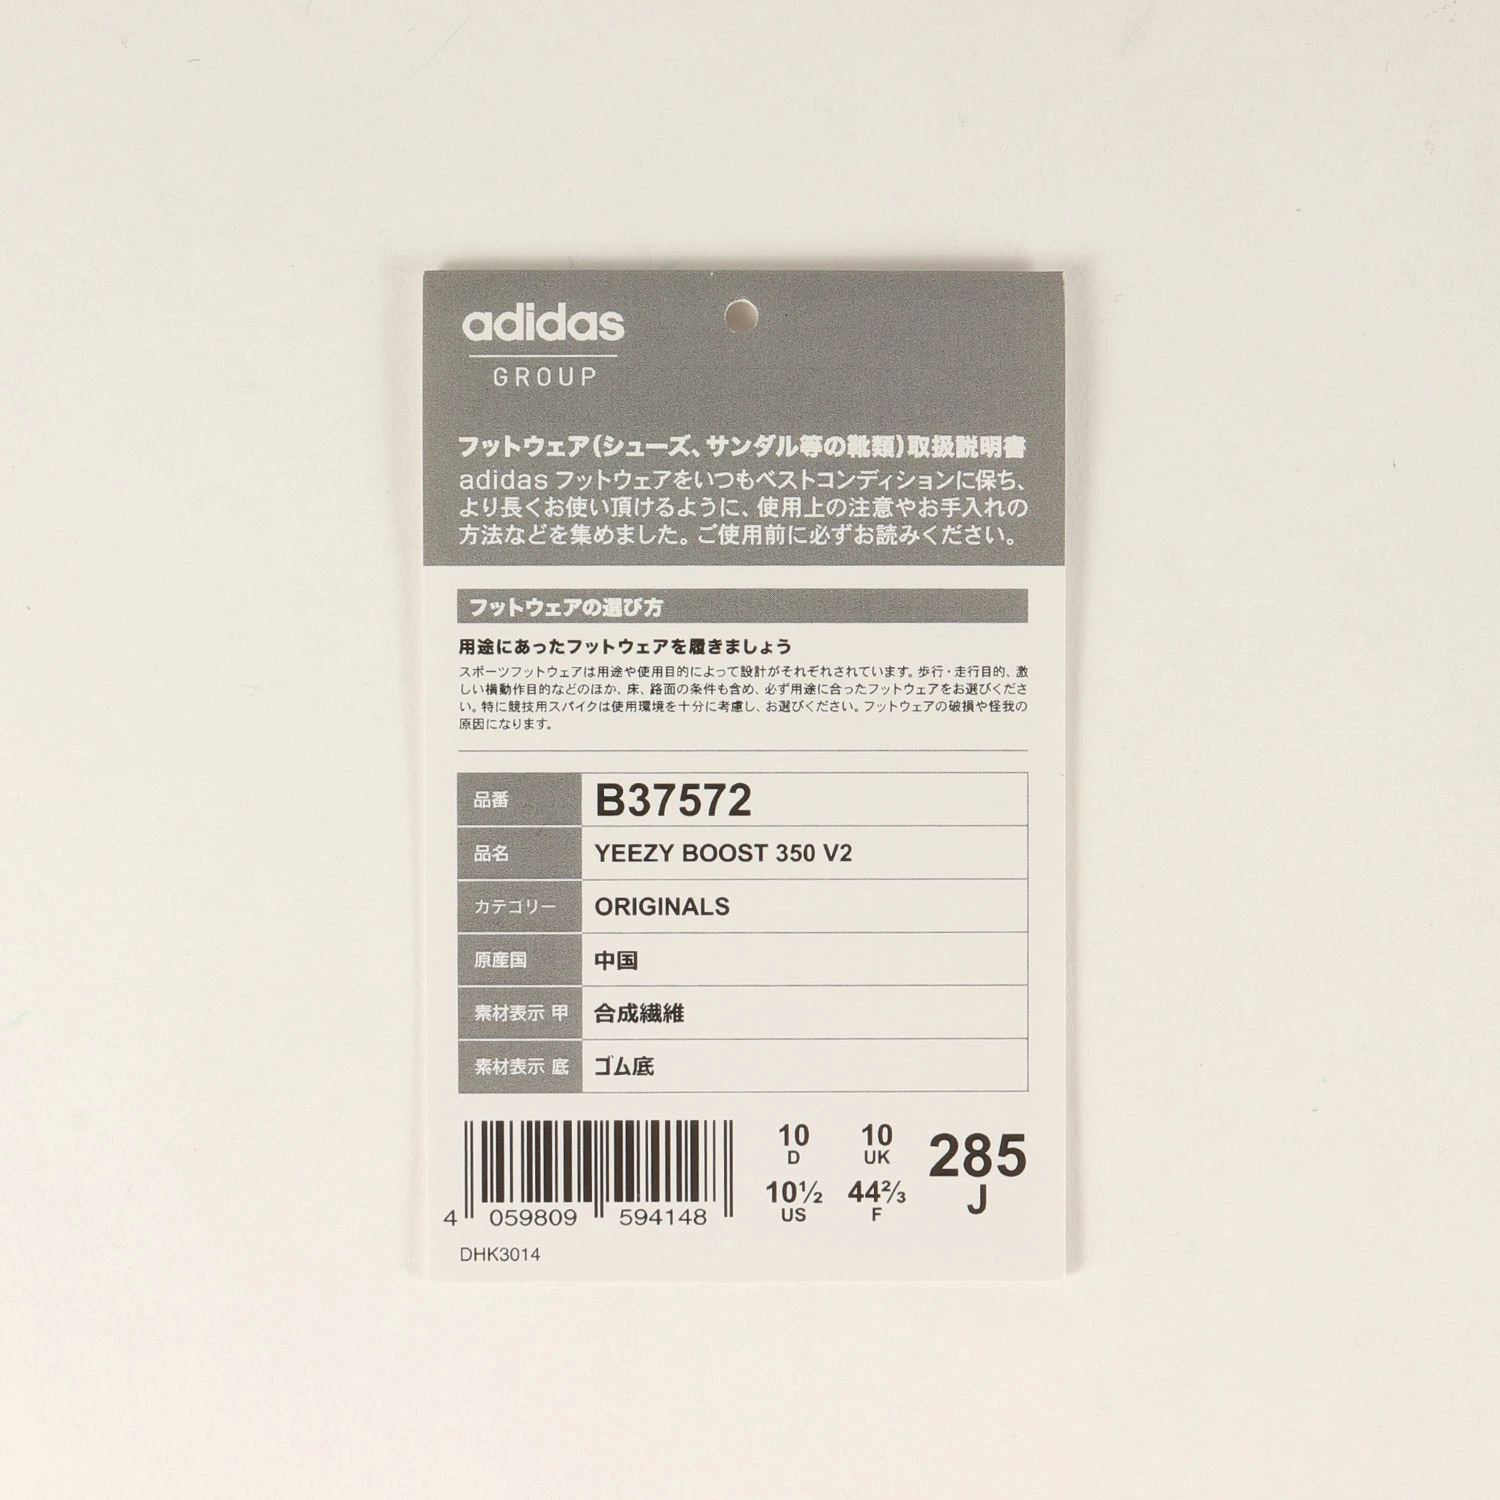 adidas
GROUP
フットウェア（シューズ、サンダル等の靴類）取扱説明書
adidas フットウェアをいつもベストコンディションに保ち、
より長くお使い頂けるように、使用上の注意やお手入れの
方法などを集めました。ご使用前に必ずお読みください。
フットウェアの選び方
用途にあったフットウェアを履きましょう
スポーツフットウェアは用途や使用目的によって設計がそれぞれされています。歩行・走行目的、激
しい横動作目的などのほか、床、路面の条件も含め、必ず用途に合ったフットウェアをお選びくださ
い。特に競技用スパイクは使用環境を十分に考慮し、お選びください。フットウェアの破損や怪我の
原因になります。
品番 B37572
品名 YEEZY BOOST 350 V2
カテゴリー ORIGINALS
原産国 中国
素材表示 甲 合成繊維
素材表示 底 ゴム底
10 D 10 UK 285 J
10½ US 44⅔ F
4 059809 594148
DHK3014